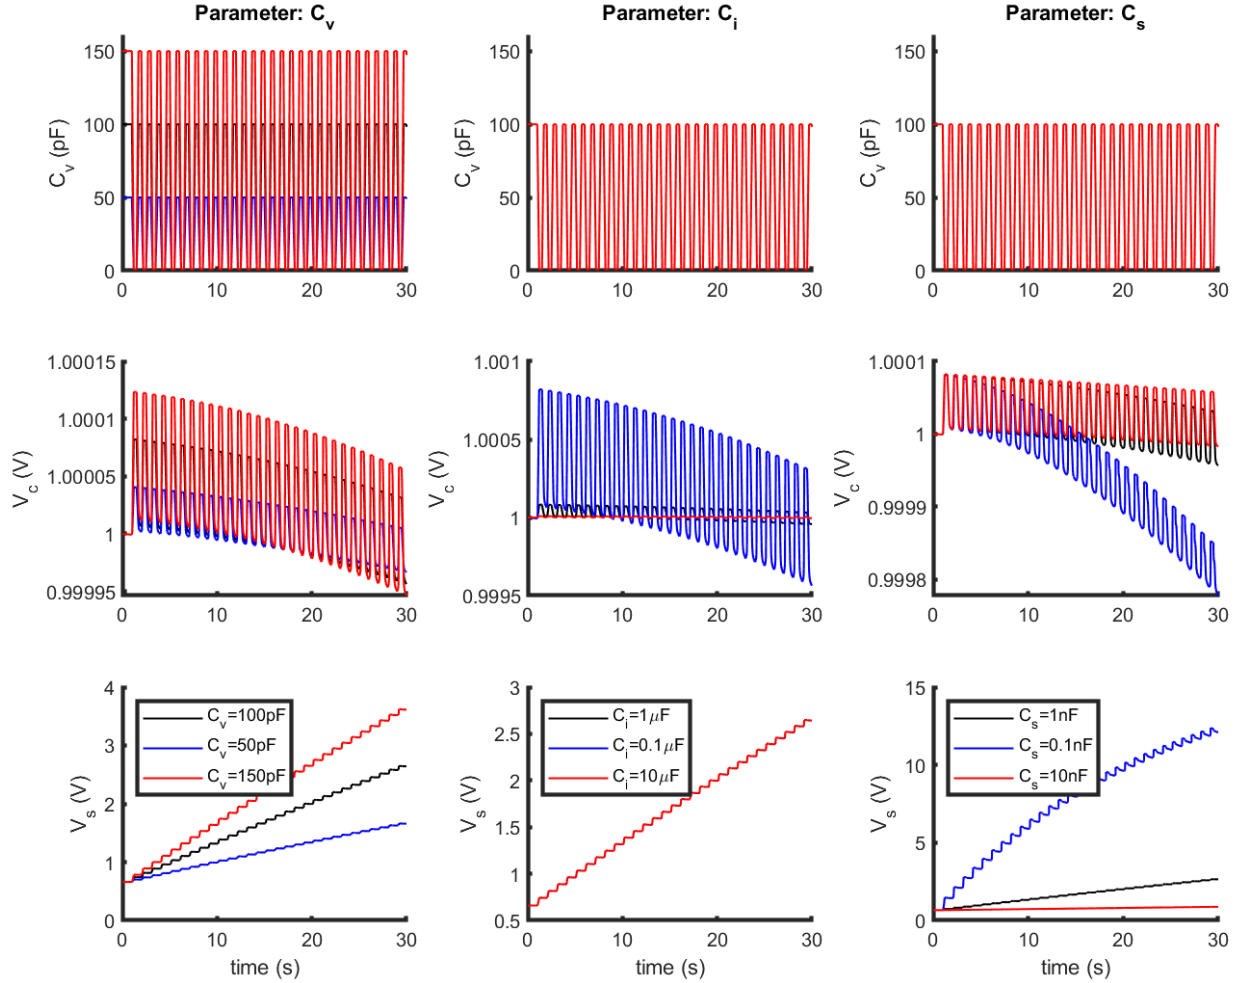 Parameter: C_v
Parameter: C_i
Parameter: C_s
150
100
50
0
C_v (pF)
0 10 20 30
150
100
50
0
C_v (pF)
0 10 20 30
150
100
50
0
C_v (pF)
0 10 20 30
1.00015
1.0001
1.00005
1
0.99995
V_c (V)
0 10 20 30
1.001
1.0005
1
0.9995
V_c (V)
0 10 20 30
1.0001
1
0.9999
0.9998
V_c (V)
0 10 20 30
4
3
2
1
0
V_s (V)
C_v=100pF
C_v=50pF
C_v=150pF
0 10 20 30
time (s)
3
2.5
2
1.5
1
0.5
V_s (V)
C_i=1μF
C_i=0.1μF
C_i=10μF
0 10 20 30
time (s)
15
10
5
0
V_s (V)
C_s=1nF
C_s=0.1nF
C_s=10nF
0 10 20 30
time (s)